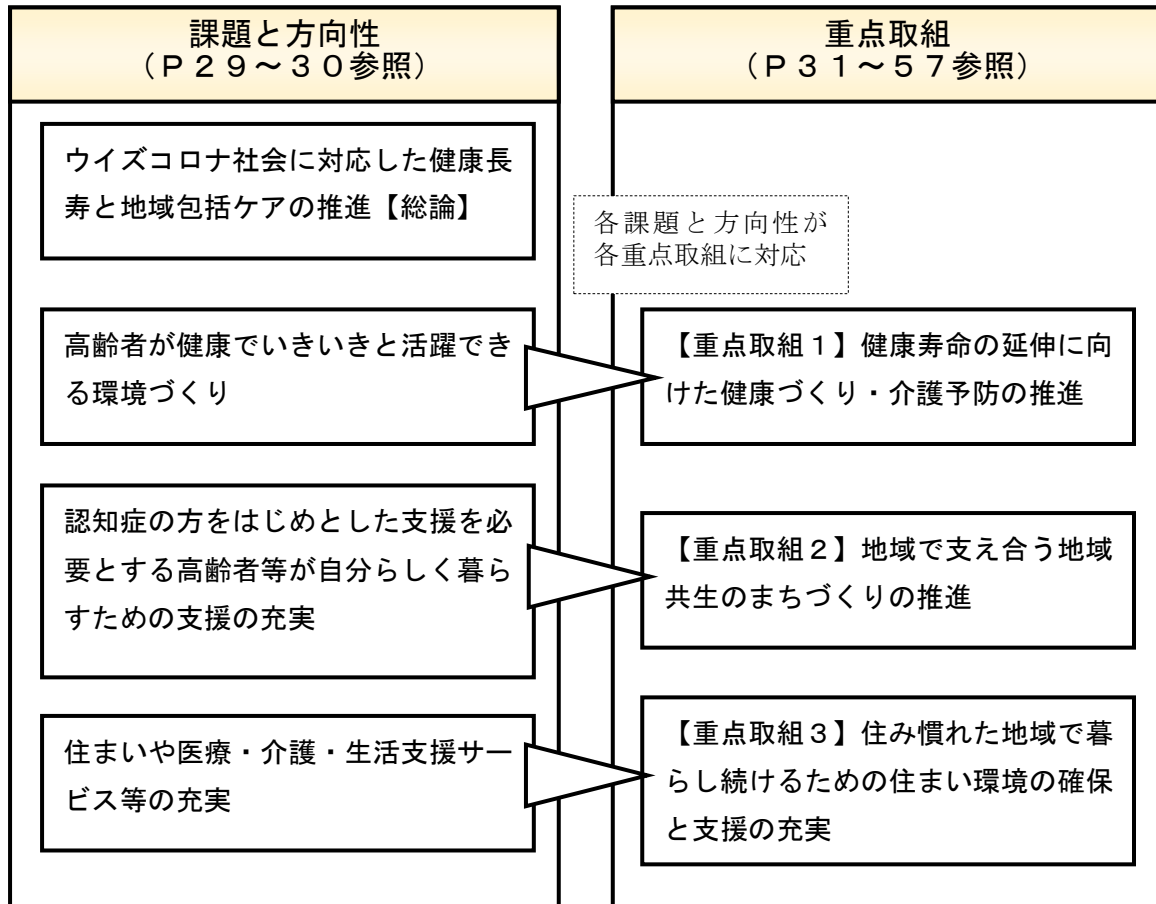 課題と方向性
（Ｐ２９～３０参照）
ウイズコロナ社会に対応した健康長
寿と地域包括ケアの推進【総論】
高齢者が健康でいきいきと活躍でき
る環境づくり
認知症の方をはじめとした支援を必
要とする高齢者等が自分らしく暮ら
すための支援の充実
住まいや医療・介護・生活支援サー
ビス等の充実
各課題と方向性が
各重点取組に対応
重点取組
（Ｐ３１～５７参照）
【重点取組１】健康寿命の延伸に向
けた健康づくり・介護予防の推進
【重点取組２】地域で支え合う地域
共生のまちづくりの推進
【重点取組３】住み慣れた地域で暮
らし続けるための住まい環境の確保
と支援の充実